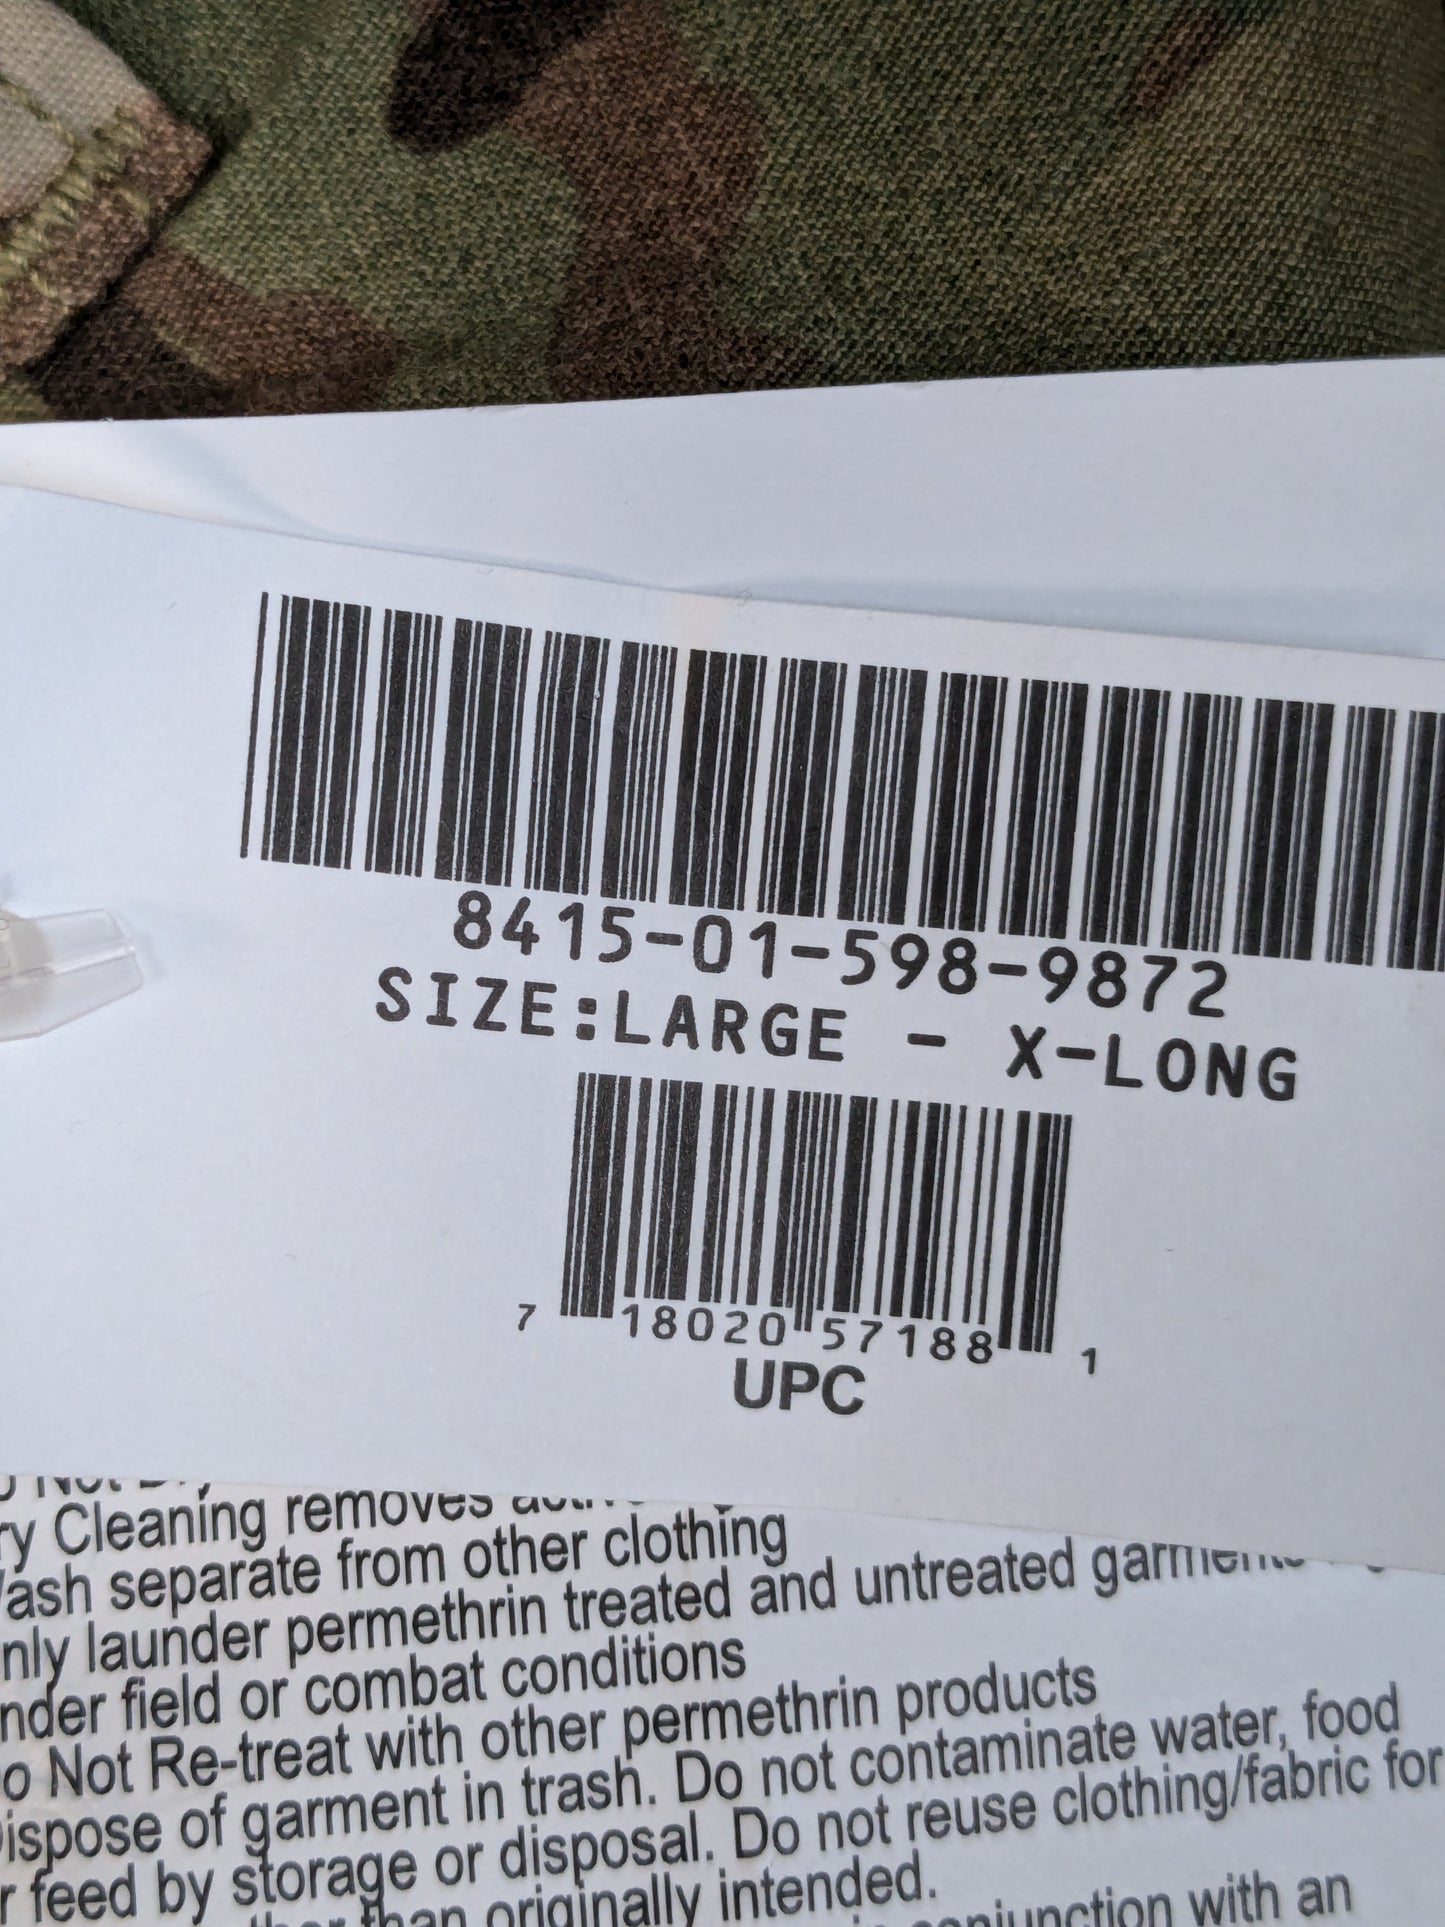 8415-01-598-9872
SIZE:LARGE - X-LONG
7 18020 57188 1
UPC
Not
ry Cleaning removes
ash separate from other clothing
nly launder permethrin treated and untreated garments
nder field or combat conditions
o Not Re-treat with other permethrin products
ispose of garment in trash. Do not contaminate water, food
r feed by storage or disposal. Do not reuse clothing/fabric for
than originally intended.
conjunction with an